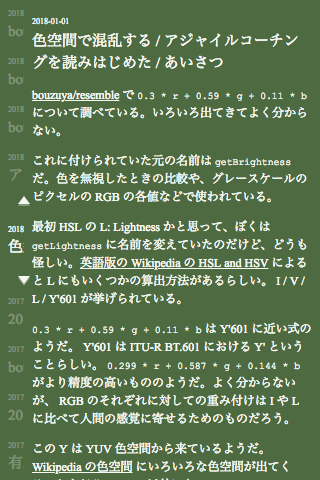 2018-01-01
色空間で混乱する / アジャイルコーチン
グを読みはじめた / あいさつ
bouzuya/resemble で 0.3 * r + 0.59 * g + 0.11 * b
について調べている。いろいろ出てきてよく分から
ない。
これに付けられていた元の名前は getBrightness
だ。色を無視したときの比較や、グレースケールの
ピクセルの RGB の各値などで使われている。
最初 HSL の L: Lightness かと思って、ぼくは
getLightness に名前を変えていたのだけど、どうも
怪しい。英語版の Wikipedia の HSL and HSV による
と L にもいくつかの算出方法があるらしい。 I / V /
L / Y'601 が挙げられている。
0.3 * r + 0.59 * g + 0.11 * b は Y'601 に近い式の
ようだ。 Y'601 は ITU-R BT.601 における Y' という
ことらしい。 0.299 * r + 0.587 * g + 0.144 * b
がより精度の高いもののようだ。よく分からない
が、 RGB のそれぞれに対しての重み付けは I や L
に比べて人間の感覚に寄せるためのものだろう。
この Y は YUV 色空間から来ているようだ。
Wikipedia の色空間 にいろいろな色空間が出てく
2018
bo
2018
bo
2018
bo
2018
ア
2018
色
2017
20
2017
bo
2017
20
2017
有